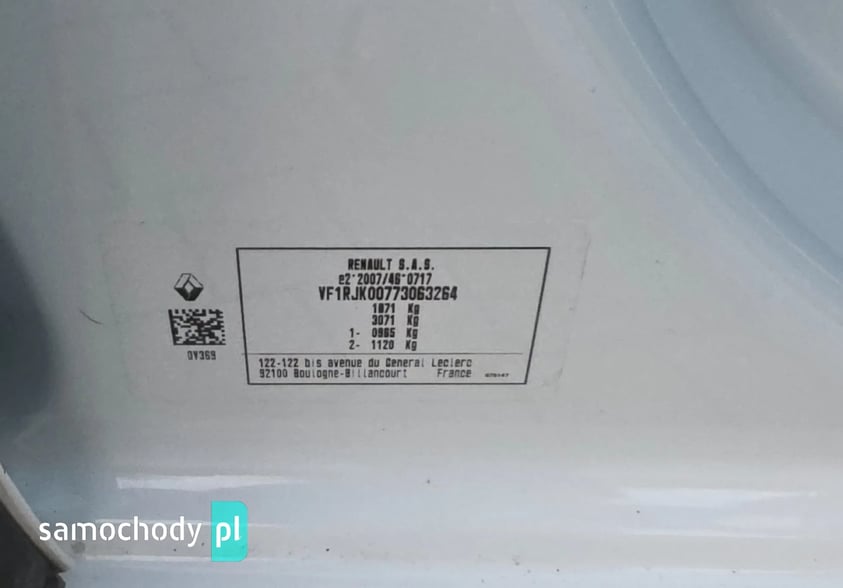 RENAULT S.A.S.
e2*2007/46*0717
VF1RJK00773063264
1871 Kg
3071 Kg
1- 0965 Kg
2- 1120 Kg
0V369
122-122 bis avenue du General Leclerc
92100 Boulogne-Billancourt France
samochody pl